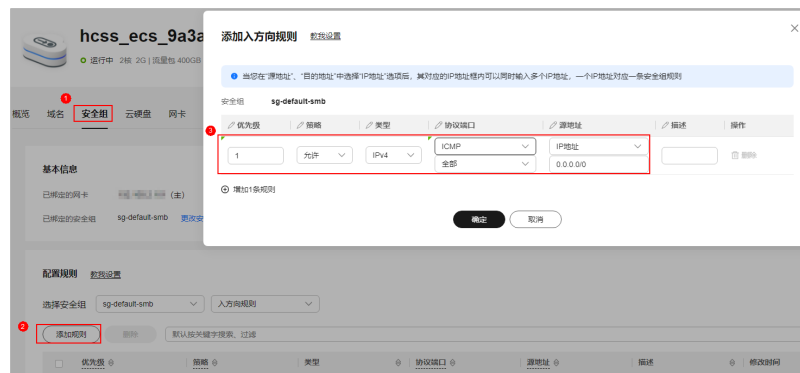 hcss_ecs_9a3a
运行中 2核 2G | 流量包 400GB
1
概览 域名 安全组 云硬盘 网卡
基本信息
已绑定的网卡 (主)
已绑定的安全组 sg-default-smb 更改安
配置规则 教我设置
选择安全组 sg-default-smb 入方向规则
2
添加规则 删除 默认按关键字搜索、过滤
优先级 策略 类型 协议端口 源地址 描述 修改时间
添加入方向规则 教我设置
当您在“源地址”、“目的地址”中选择“IP地址”选项后，其对应的IP地址框内可以同时输入多个IP地址，一个IP地址对应一条安全组规则
安全组 sg-default-smb
优先级 策略 类型 协议端口 源地址 描述 操作
3
1 允许 IPv4 ICMP IP地址 删除
全部 0.0.0.0/0
增加1条规则
确定 取消